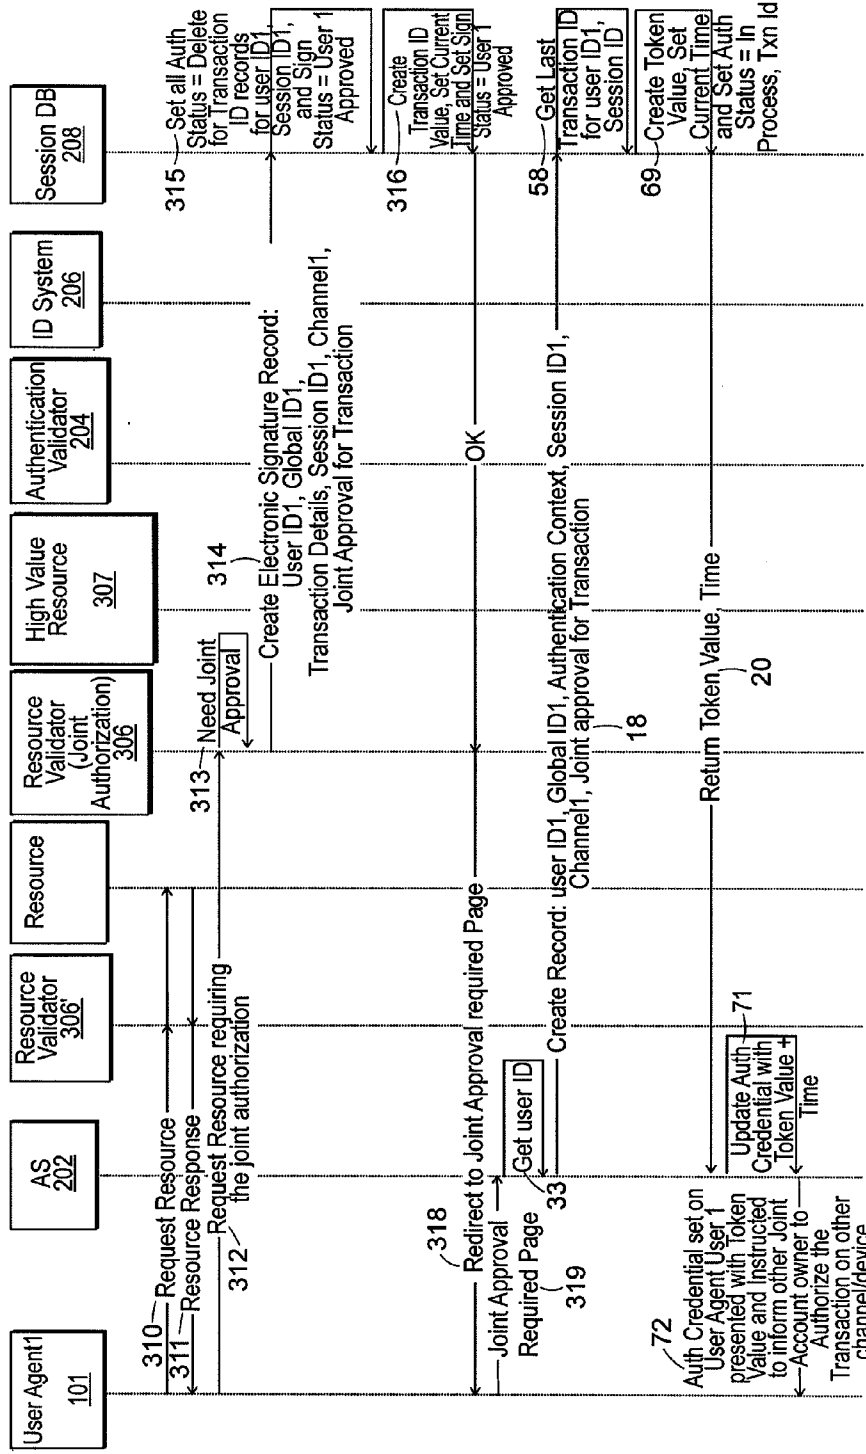 User Agent1
101
AS
202
Resource
Validator
306'
Resource
Resource
Validator
(Joint
Authorization)
306
High Value
Resource
307
Authentication
Validator
204
ID System
206
Session DB
208
310
Request Resource
311
Resource Response
312
Request Resource requiring
the joint authorization
313
Need Joint
Approval
314
Create Electronic Signature Record:
User ID1, Global ID1,
Transaction Details, Session ID1, Channel1,
Joint Approval for Transaction
315
Set all Auth
Status = Delete
for Transaction
ID records
for user ID1,
Session ID1,
and Sign
Status = User 1
Approved
316
Create
Transaction ID
Value, Set Current
Time and Set Sign
Status = User 1
Approved
OK
318
Redirect to Joint Approval required Page
Joint Approval
Required Page
319
Get user ID
33
Create Record: user ID1, Global ID1, Authentication Context, Session ID1,
Channel1, Joint approval for Transaction
18
58
Get Last
Transaction ID
for user ID1,
Session ID,
69
Create Token
Value, Set
Current Time
and Set Auth
Status = In
Process, Txn Id
Return Token Value, Time
20
Update Auth
Credential with
Token Value +
Time
71
72
Auth Credential set on
User Agent User 1
presented with Token
Value and Instructed
to inform other Joint
Account owner to
Authorize the
Transaction on other
channel/device